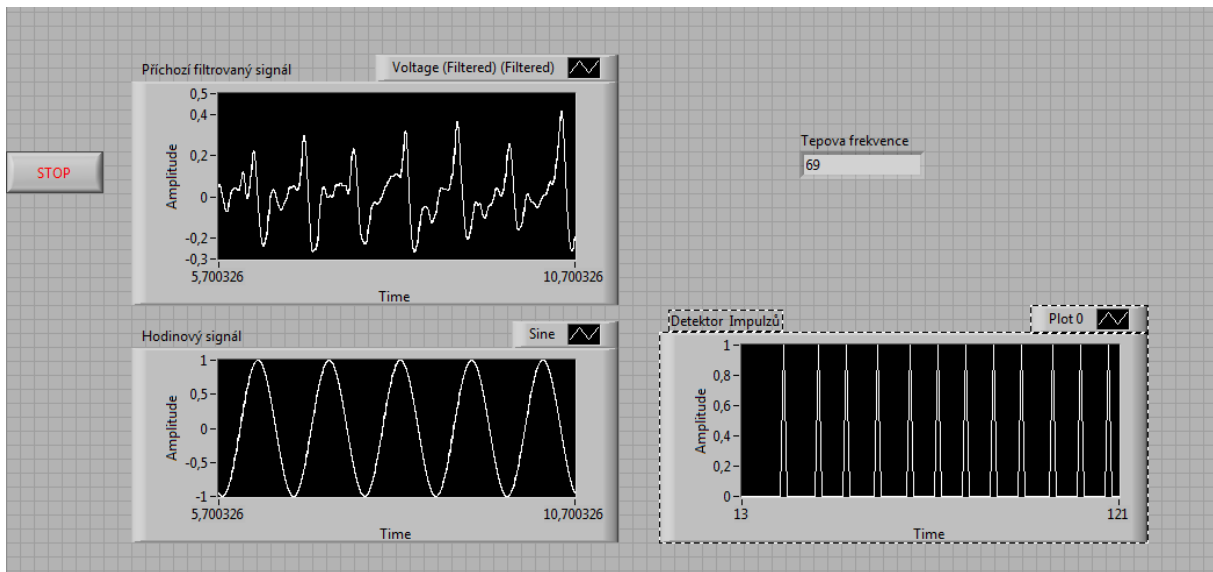 Příchozí filtrovaný signál
Voltage (Filtered) (Filtered)
0,5
0,4
0,2
0
-0,2
-0,3
Amplitude
5,700326
10,700326
Time
STOP
Tepova frekvence
69
Hodinový signál
Sine
1
0,5
0
-0,5
-1
Amplitude
5,700326
10,700326
Time
Detektor Impulzů
Plot 0
1
0,8
0,6
0,4
0,2
0
Amplitude
13
121
Time